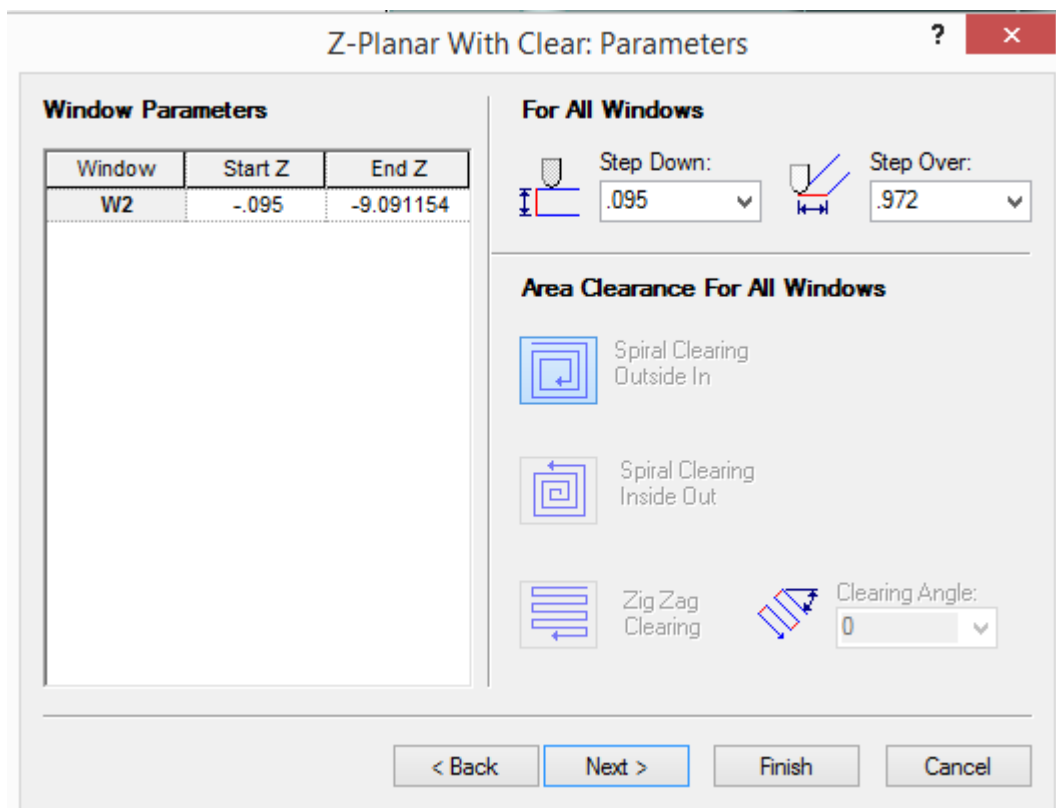 Z-Planar With Clear: Parameters
?
×
Window Parameters
Window Start Z End Z
W2 -.095 -9.091154
For All Windows
Step Down:
.095
Step Over:
.972
Area Clearance For All Windows
Spiral Clearing
Outside In
Spiral Clearing
Inside Out
Zig Zag
Clearing
Clearing Angle:
0
< Back Next > Finish Cancel